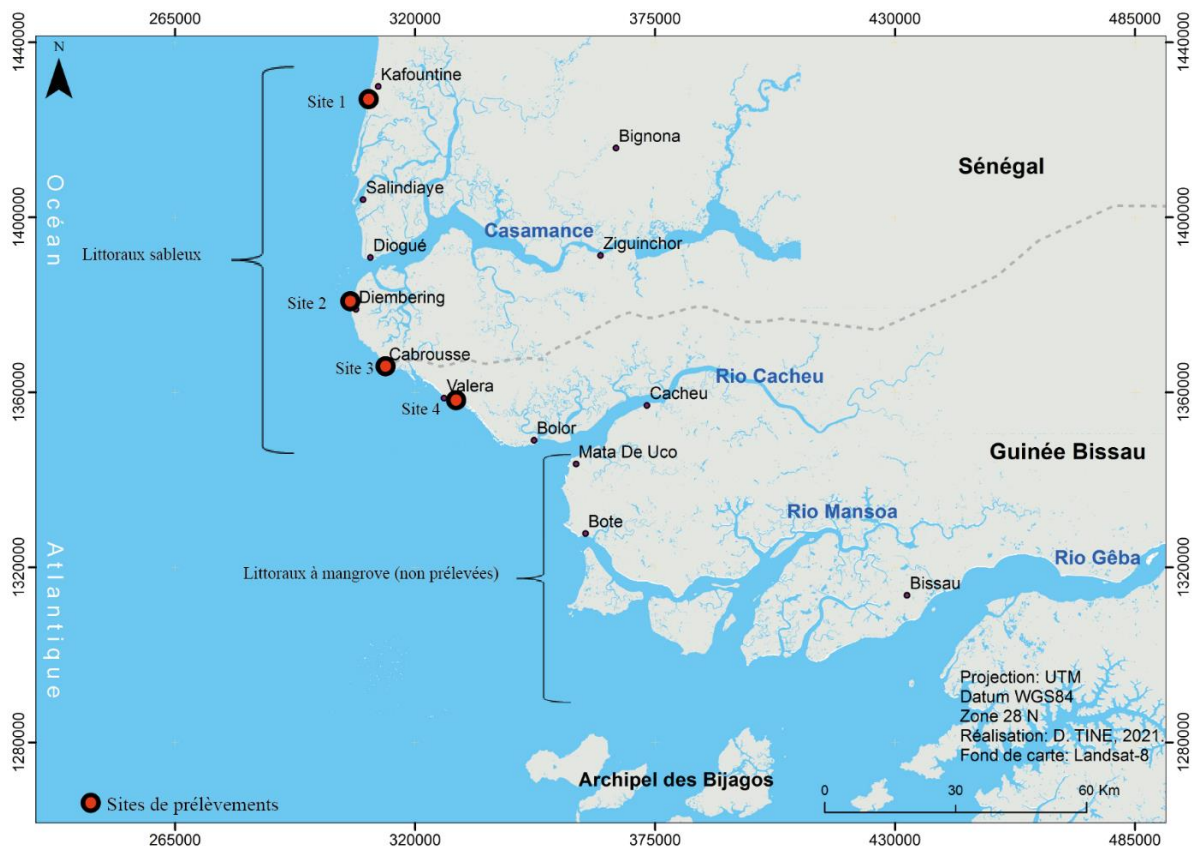 265000 320000 375000 430000 485000
1440000 1440000
N
Kafountine
Site 1
Bignona
Océan
Sénégal
Salindiaye
1400000 1400000
Casamance
Littoraux sableux
Diogué
Ziguinchor
Site 2
Diembering
Cabrousse
Site 3
Rio Cacheu
Valera
1360000 1360000
Site 4
Cacheu
Bolor
Guinée Bissau
Mata De Uco
Rio Mansoa
Bote
Atlantique
Rio Gêba
1320000 1320000
Littoraux à mangrove (non prélevées)
Bissau
Projection: UTM
Datum WGS84
Zone 28 N
Réalisation: D. TINE, 2021.
Fond de carte: Landsat-8
1280000 1280000
Archipel des Bijagos
0 30 60 Km
Sites de prélèvements
265000 320000 375000 430000 485000